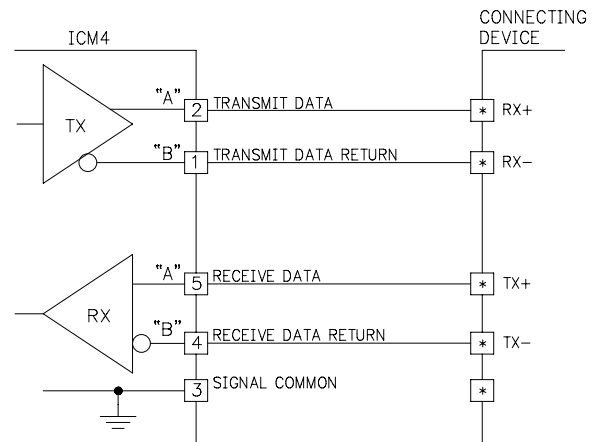 ICM4
CONNECTING
DEVICE
"A" 2 TRANSMIT DATA * RX+
TX
"B" 1 TRANSMIT DATA RETURN * RX-
"A" 5 RECEIVE DATA * TX+
RX
"B" 4 RECEIVE DATA RETURN * TX-
3 SIGNAL COMMON *